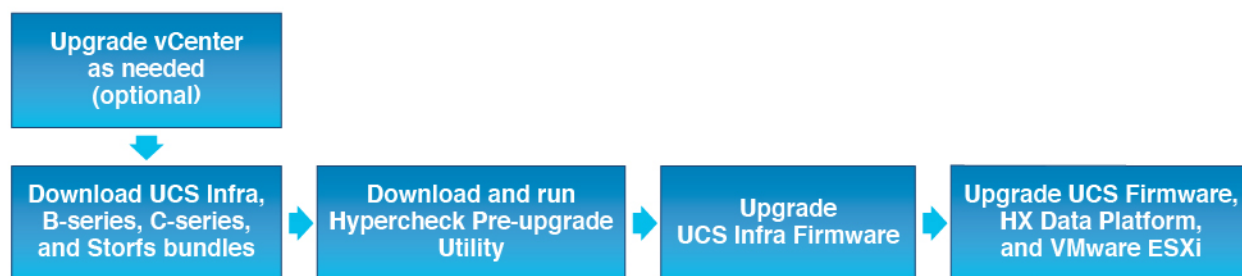 Upgrade vCenter
as needed
(optional)
Download UCS Infra,
B-series, C-series,
and Storfs bundles
Download and run
Hypercheck Pre-upgrade
Utility
Upgrade
UCS Infra Firmware
Upgrade UCS Firmware,
HX Data Platform,
and VMware ESXi